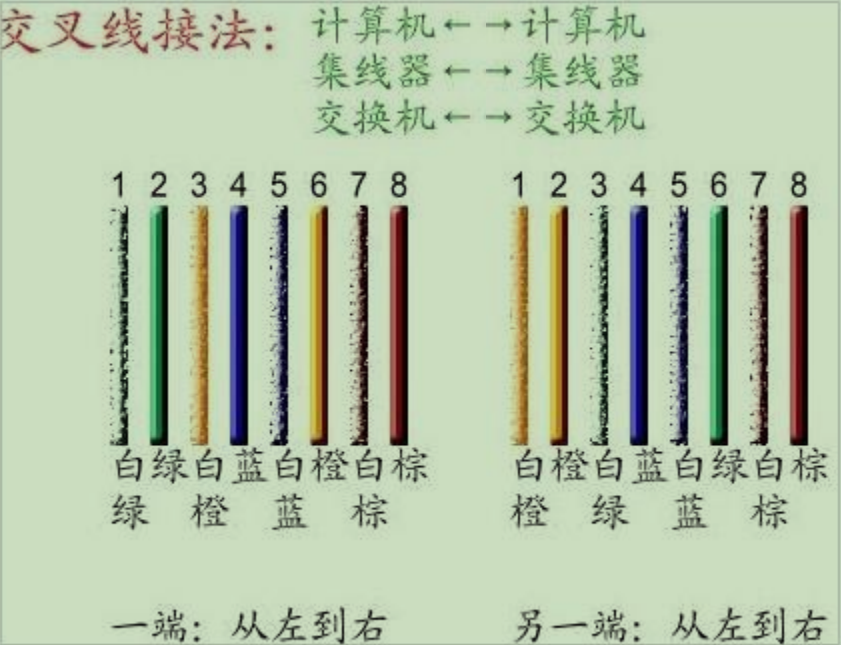 交叉线接法：
计算机←→计算机
集线器←→集线器
交换机←→交换机
1 2 3 4 5 6 7 8
1 2 3 4 5 6 7 8
白绿 绿 白橙 蓝 白蓝 橙 白棕 棕
白橙 橙 白绿 蓝 白蓝 绿 白棕 棕
一端：从左到右
另一端：从左到右